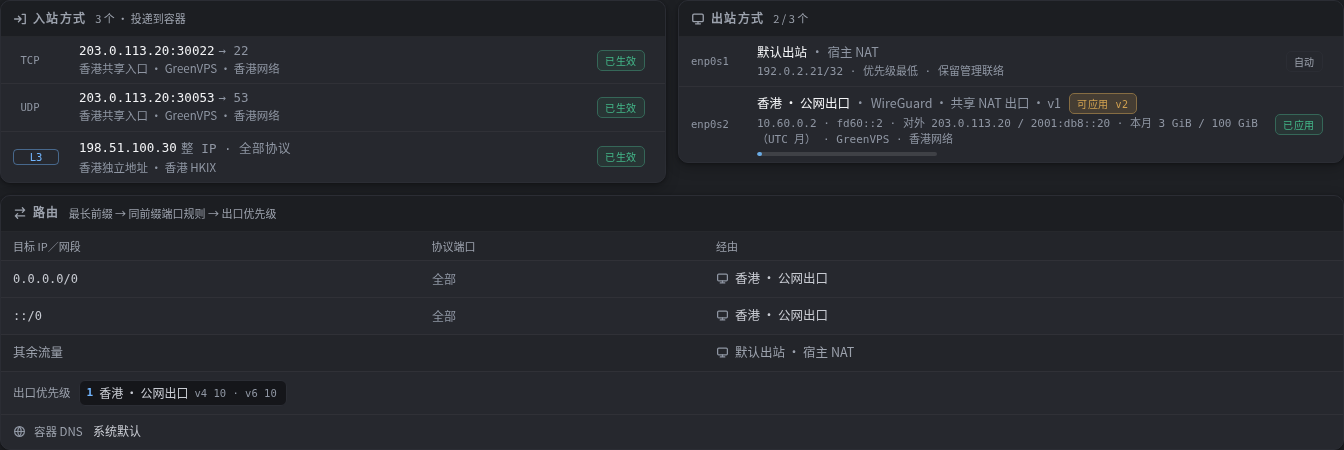 入站方式 3 个 · 投递到容器
TCP 203.0.113.20:30022 → 22 已生效
香港共享入口 · GreenVPS · 香港网络
UDP 203.0.113.20:30053 → 53 已生效
香港共享入口 · GreenVPS · 香港网络
L3 198.51.100.30 整 IP · 全部协议 已生效
香港独立地址 · 香港 HKIX
出站方式 2 / 3 个
enp0s1 默认出站 · 宿主 NAT 自动
192.0.2.21/32 · 优先级最低 · 保留管理联络
enp0s2 香港 · 公网出口 · WireGuard · 共享 NAT 出口 · v1 可应用 v2 已应用
10.60.0.2 · fd60::2 · 对外 203.0.113.20 / 2001:db8::20 · 本月 3 GiB / 100 GiB
（UTC 月） · GreenVPS · 香港网络
路由 最长前缀 → 同前缀端口规则 → 出口优先级
目标 IP／网段 协议端口 经由
0.0.0.0/0 全部 香港 · 公网出口
::/0 全部 香港 · 公网出口
其余流量 默认出站 · 宿主 NAT
出口优先级 1 香港 · 公网出口 v4 10 · v6 10
容器 DNS 系统默认